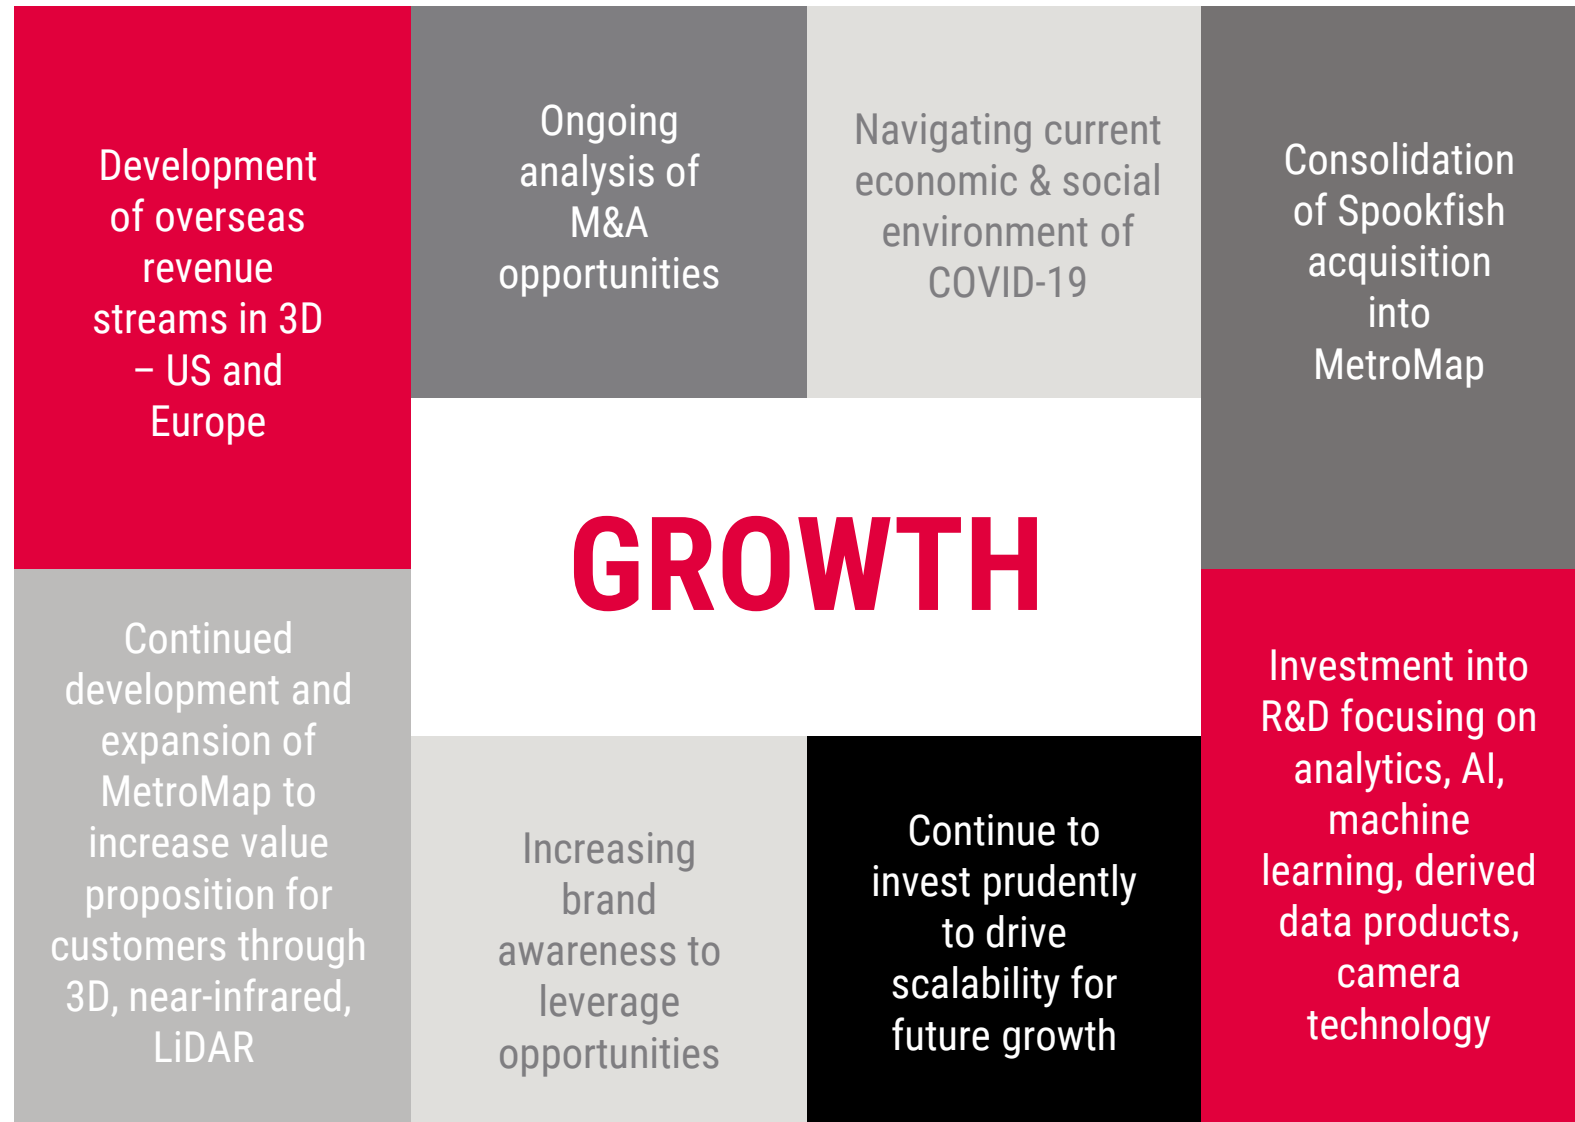 Development
of overseas
revenue
streams in 3D
– US and
Europe
Ongoing
analysis of
M&A
opportunities
Navigating current
economic & social
environment of
COVID-19
Consolidation
of Spookfish
acquisition
into
MetroMap
GROWTH
Continued
development and
expansion of
MetroMap to
increase value
proposition for
customers through
3D, near-infrared,
LiDAR
Increasing
brand
awareness to
leverage
opportunities
Continue to
invest prudently
to drive
scalability for
future growth
Investment into
R&D focusing on
analytics, AI,
machine
learning, derived
data products,
camera
technology